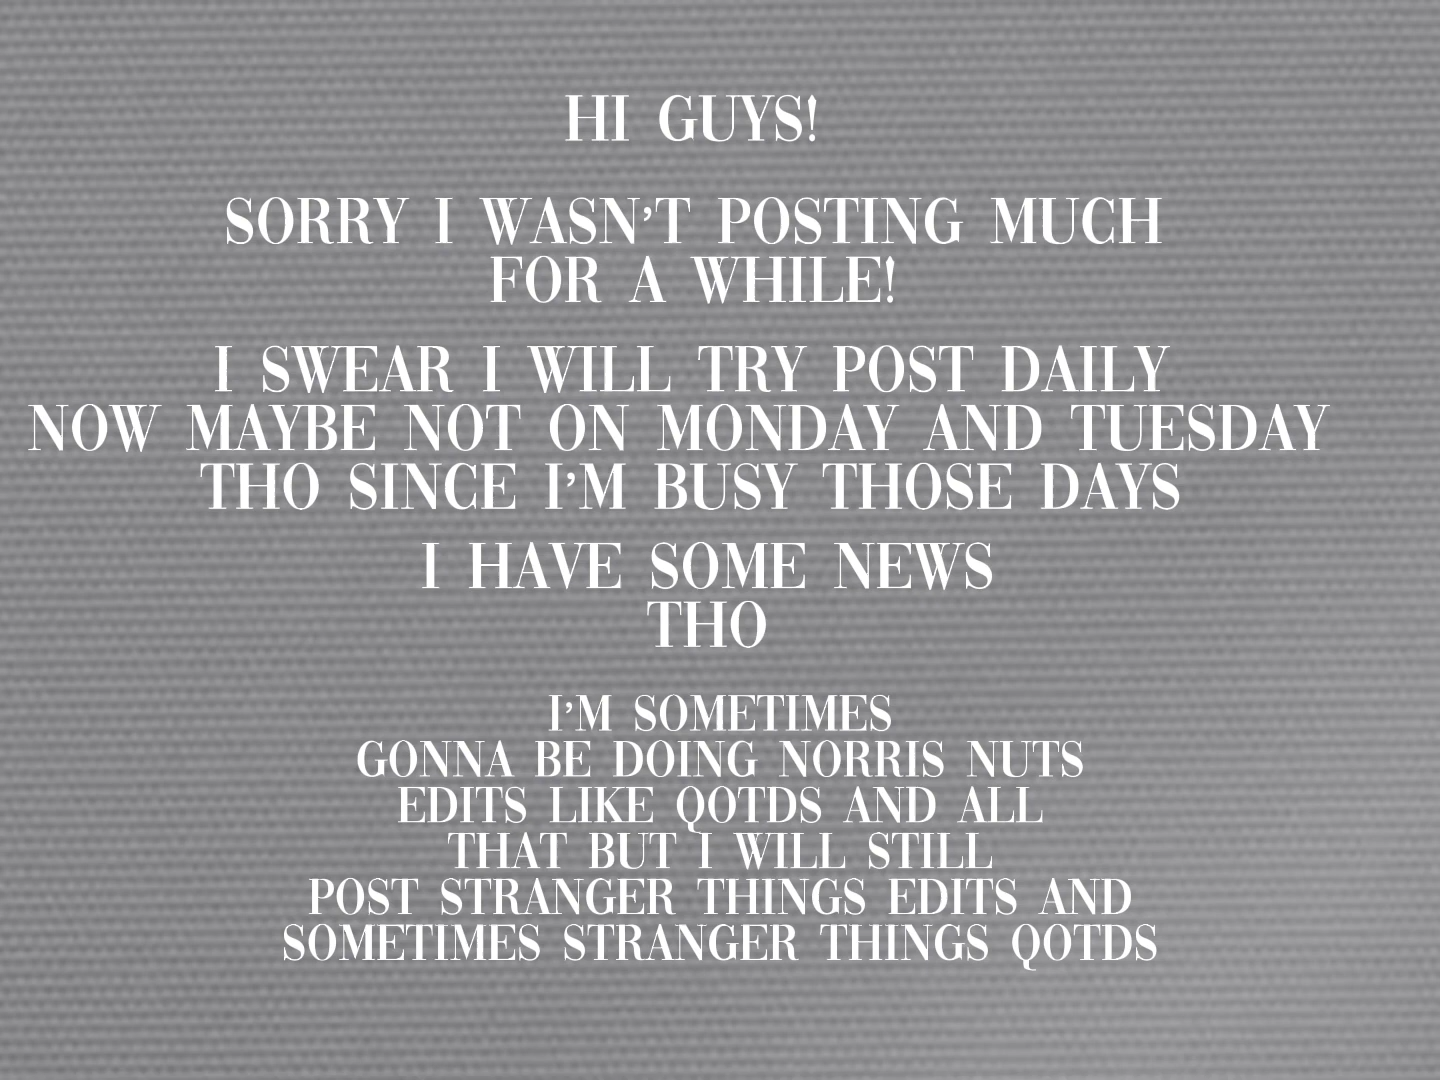 HI GUYS!
SORRY I WASN'T POSTING MUCH
FOR A WHILE!
I SWEAR I WILL TRY POST DAILY
NOW MAYBE NOT ON MONDAY AND TUESDAY
THO SINCE I'M BUSY THOSE DAYS
I HAVE SOME NEWS
THO
I'M SOMETIMES
GONNA BE DOING NORRIS NUTS
EDITS LIKE QOTDS AND ALL
THAT BUT I WILL STILL
POST STRANGER THINGS EDITS AND
SOMETIMES STRANGER THINGS QOTDS